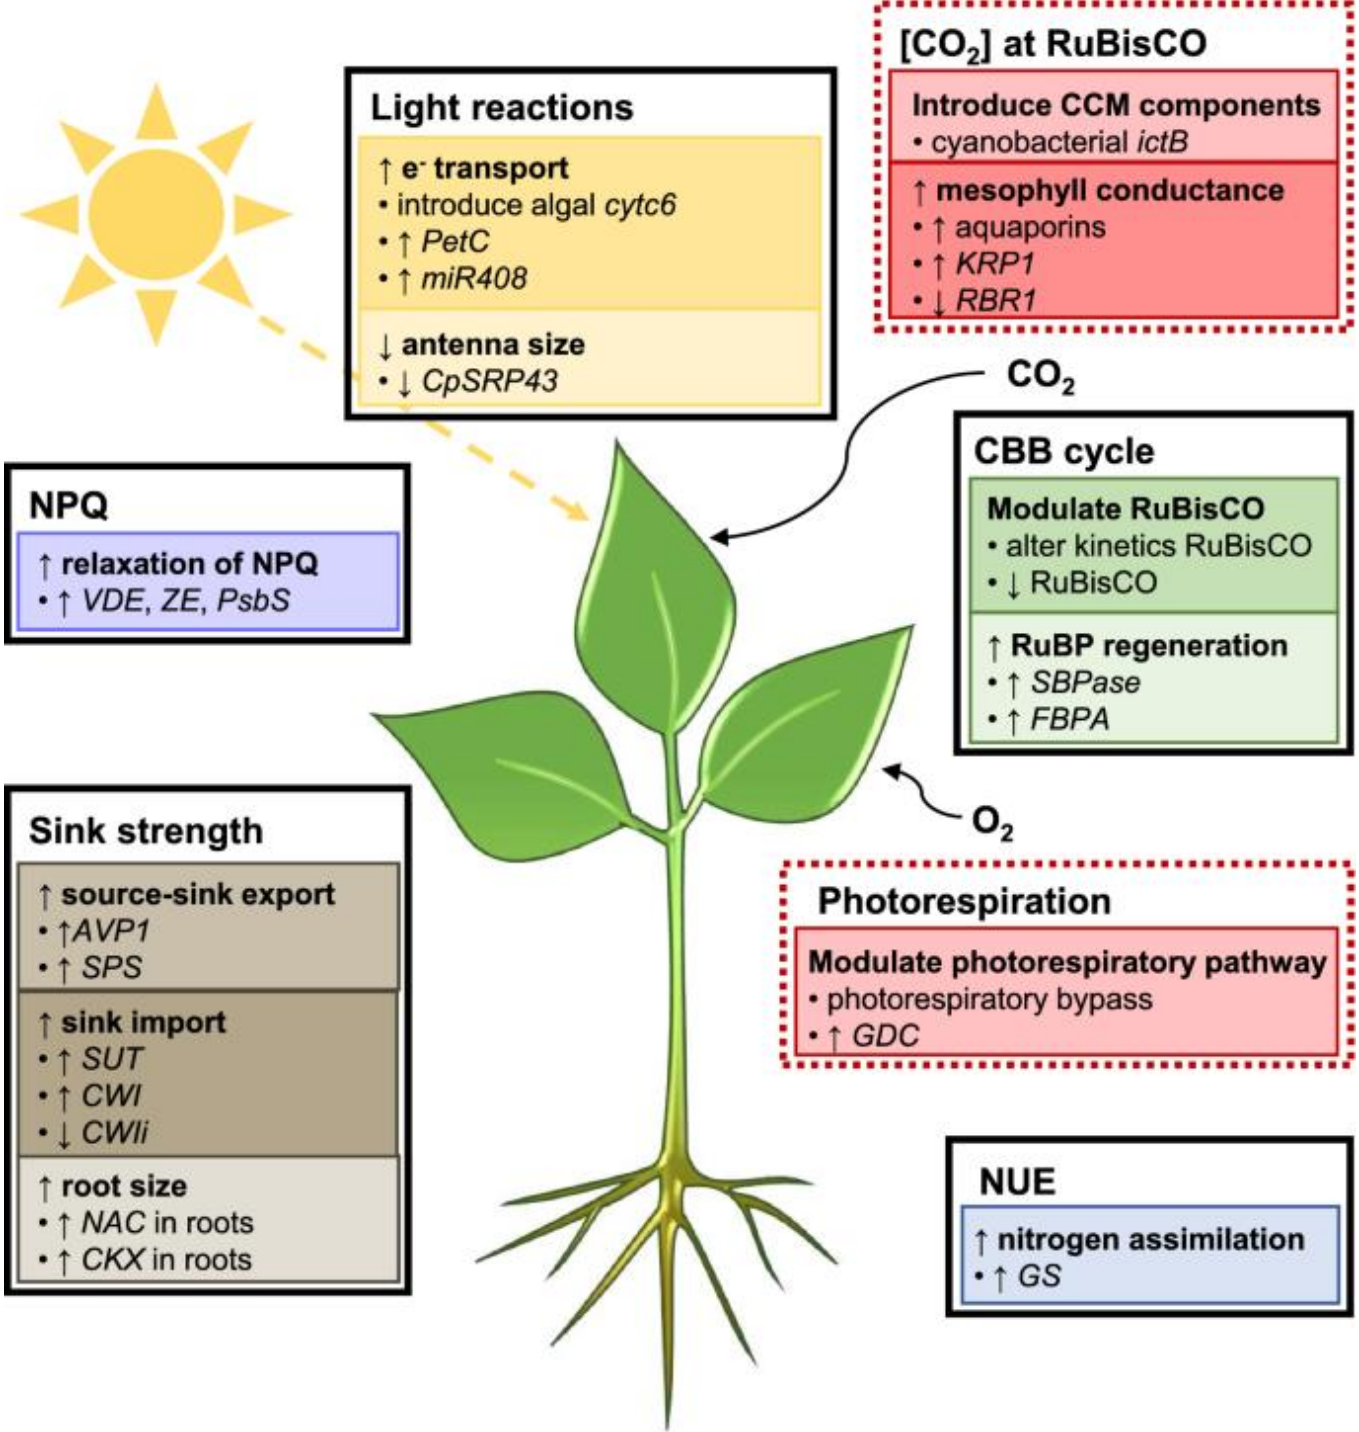 Light reactions
↑ e⁻ transport
• introduce algal cytc6
• ↑ PetC
• ↑ miR408
↓ antenna size
• ↓ CpSRP43
[CO₂] at RuBisCO
Introduce CCM components
• cyanobacterial ictB
↑ mesophyll conductance
• ↑ aquaporins
• ↑ KRP1
• ↓ RBR1
CO₂
NPQ
↑ relaxation of NPQ
• ↑ VDE, ZE, PsbS
CBB cycle
Modulate RuBisCO
• alter kinetics RuBisCO
• ↓ RuBisCO
↑ RuBP regeneration
• ↑ SBPase
• ↑ FBPA
O₂
Sink strength
↑ source-sink export
• ↑AVP1
• ↑ SPS
↑ sink import
• ↑ SUT
• ↑ CWI
• ↓ CWIi
↑ root size
• ↑ NAC in roots
• ↑ CKX in roots
Photorespiration
Modulate photorespiratory pathway
• photorespiratory bypass
• ↑ GDC
NUE
↑ nitrogen assimilation
• ↑ GS